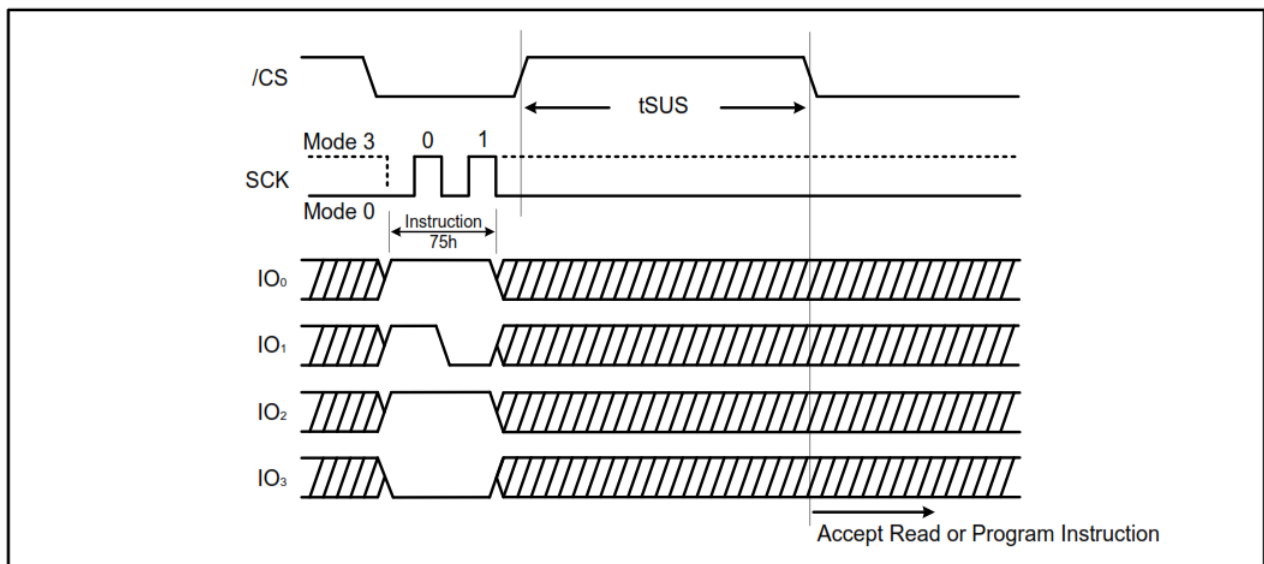 /CS
tSUS
Mode 3 0 1
SCK
Mode 0
Instruction
75h
IO₀
IO₁
IO₂
IO₃
Accept Read or Program Instruction